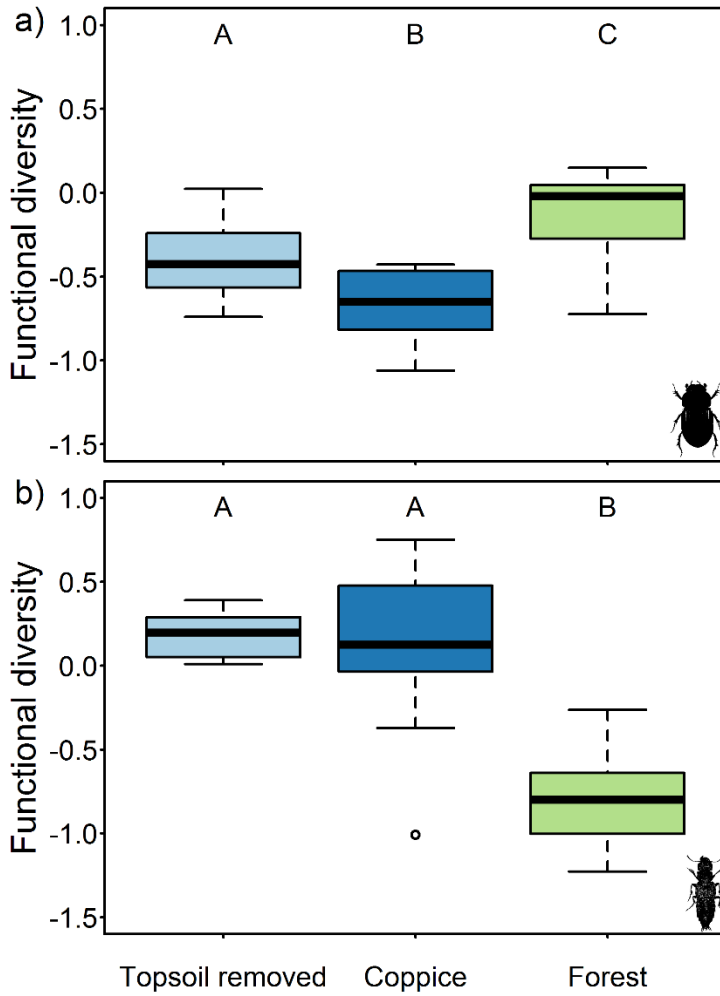 a)
Functional diversity
1.0
0.5
0.0
-0.5
-1.0
-1.5
A B C
b)
Functional diversity
1.0
0.5
0.0
-0.5
-1.0
-1.5
A A B
Topsoil removed Coppice Forest